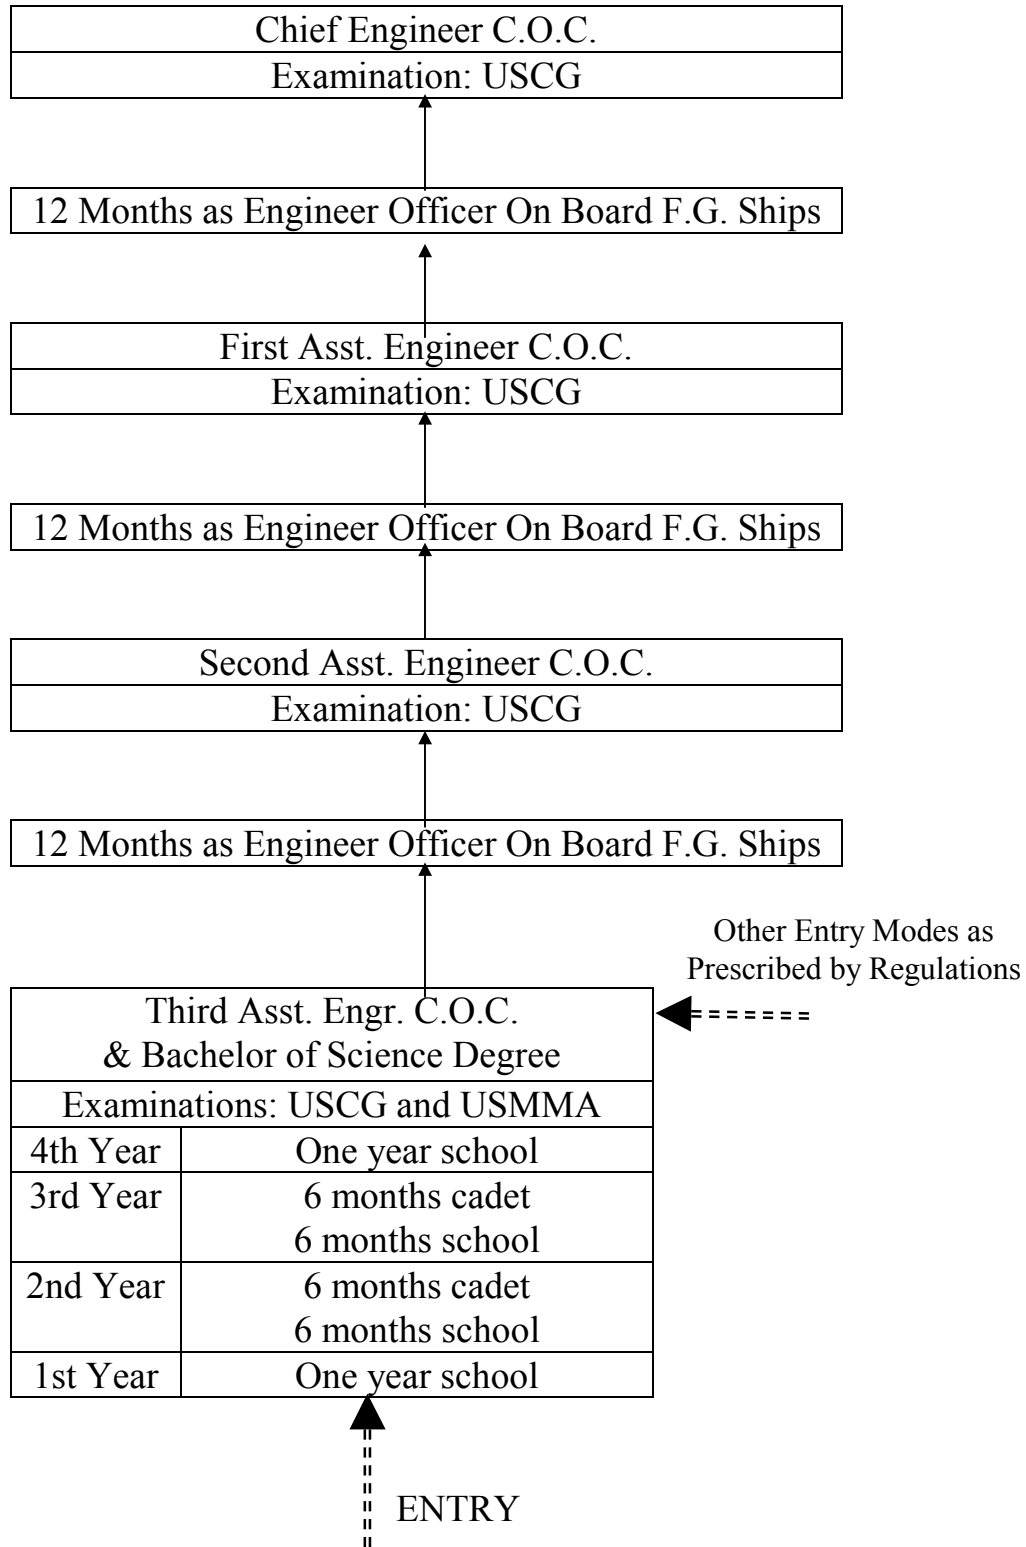 Chief Engineer C.O.C.
Examination: USCG
12 Months as Engineer Officer On Board F.G. Ships
First Asst. Engineer C.O.C.
Examination: USCG
12 Months as Engineer Officer On Board F.G. Ships
Second Asst. Engineer C.O.C.
Examination: USCG
12 Months as Engineer Officer On Board F.G. Ships
Other Entry Modes as
Prescribed by Regulations
Third Asst. Engr. C.O.C.
& Bachelor of Science Degree
Examinations: USCG and USMMA
4th Year One year school
3rd Year 6 months cadet
6 months school
2nd Year 6 months cadet
6 months school
1st Year One year school
ENTRY